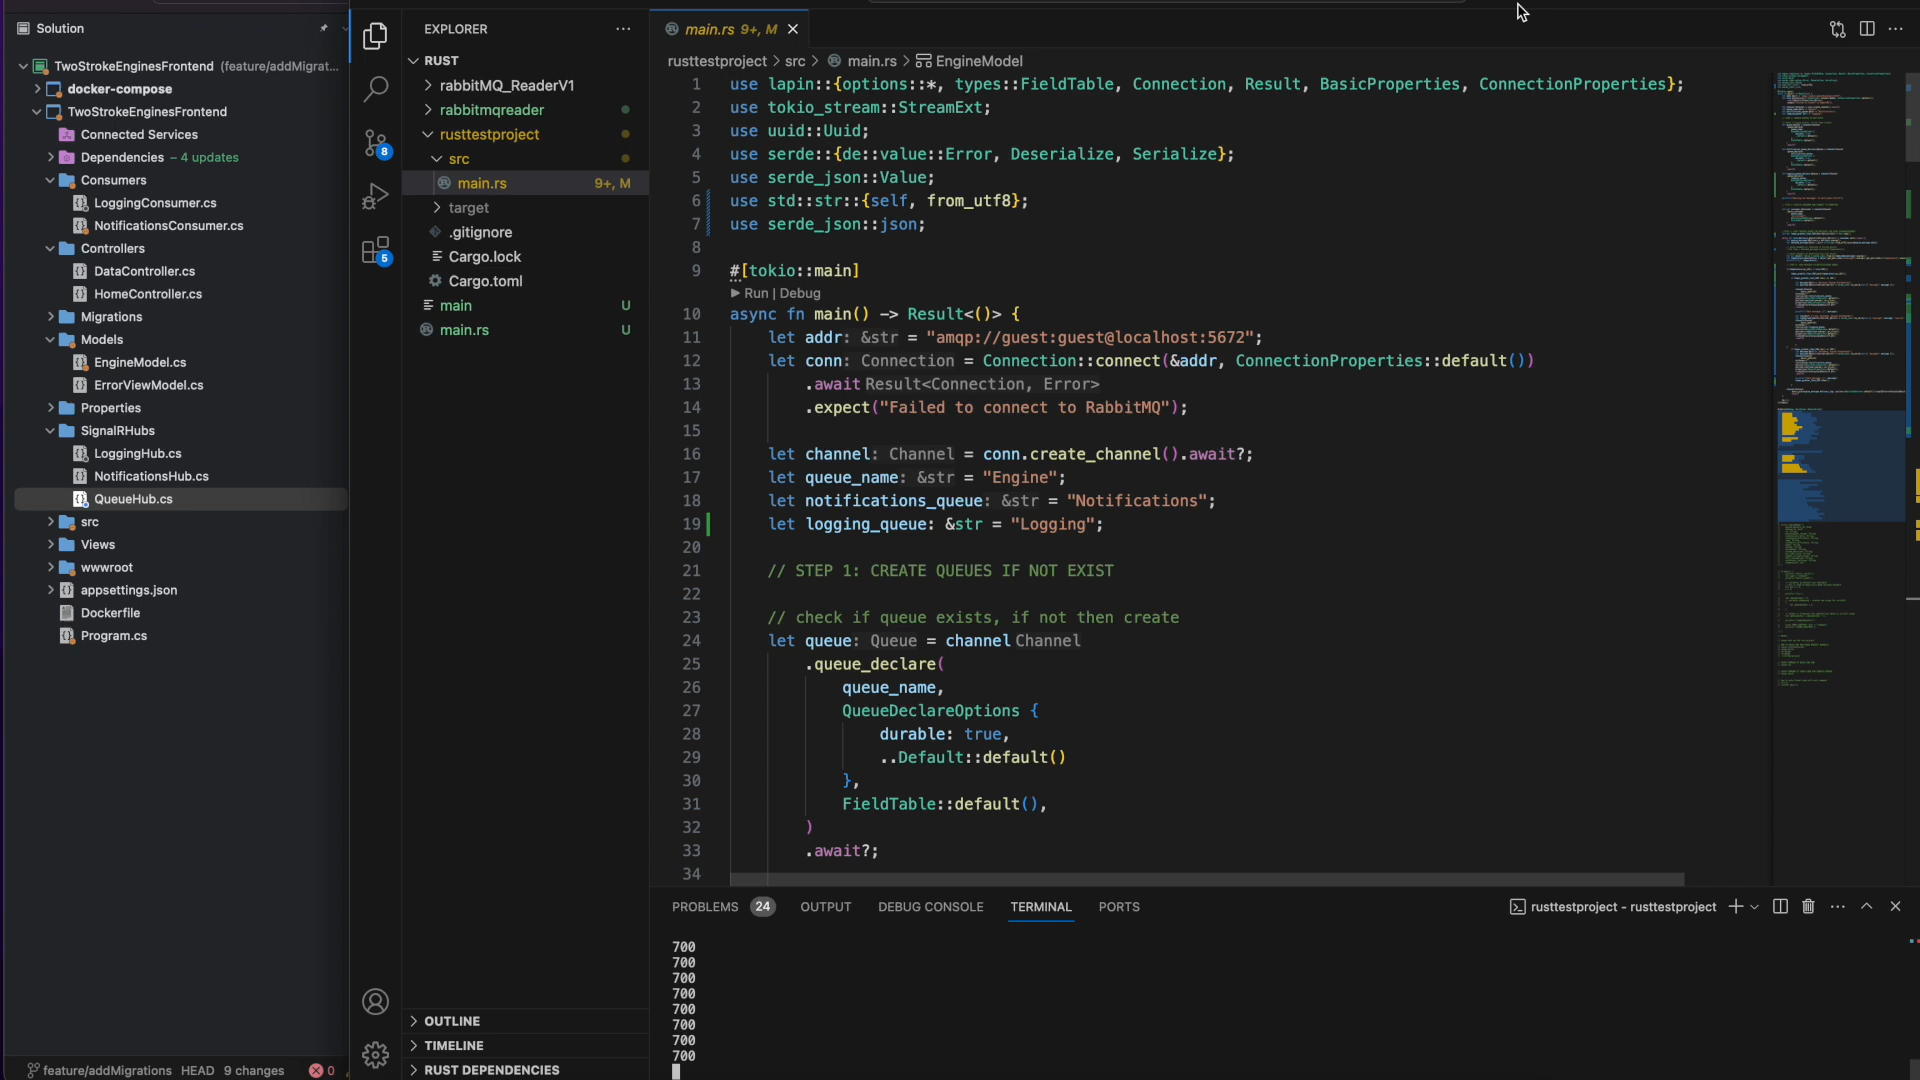 Solution
TwoStrokeEnginesFrontend (feature/addMigrat...
docker-compose
TwoStrokeEnginesFrontend
Connected Services
Dependencies – 4 updates
Consumers
LoggingConsumer.cs
NotificationsConsumer.cs
Controllers
DataController.cs
HomeController.cs
Migrations
Models
EngineModel.cs
ErrorViewModel.cs
Properties
SignalRHubs
LoggingHub.cs
NotificationsHub.cs
QueueHub.cs
src
Views
wwwroot
appsettings.json
Dockerfile
Program.cs
feature/addMigrations HEAD 9 changes 0
8
5
EXPLORER
RUST
rabbitMQ_ReaderV1
rabbitmqreader
rusttestproject
src
main.rs 9+, M
target
.gitignore
Cargo.lock
Cargo.toml
main U
main.rs U
OUTLINE
TIMELINE
RUST DEPENDENCIES
main.rs 9+, M
rusttestproject > src > main.rs > EngineModel
1 use lapin::{options::*, types::FieldTable, Connection, Result, BasicProperties, ConnectionProperties};
2 use tokio_stream::StreamExt;
3 use uuid::Uuid;
4 use serde::{de::value::Error, Deserialize, Serialize};
5 use serde_json::Value;
6 use std::str::{self, from_utf8};
7 use serde_json::json;
8
9 #[tokio::main]
Run | Debug
10 async fn main() -> Result<()> {
11 let addr: &str = "amqp://guest:guest@localhost:5672";
12 let conn: Connection = Connection::connect(&addr, ConnectionProperties::default())
13 .await Result<Connection, Error>
14 .expect("Failed to connect to RabbitMQ");
15
16 let channel: Channel = conn.create_channel().await?;
17 let queue_name: &str = "Engine";
18 let notifications_queue: &str = "Notifications";
19 let logging_queue: &str = "Logging";
20
21 // STEP 1: CREATE QUEUES IF NOT EXIST
22
23 // check if queue exists, if not then create
24 let queue: Queue = channel Channel
25 .queue_declare(
26 queue_name,
27 QueueDeclareOptions {
28 durable: true,
29 ..Default::default()
30 },
31 FieldTable::default(),
32 )
33 .await?;
34
PROBLEMS 24 OUTPUT DEBUG CONSOLE TERMINAL PORTS
rusttestproject - rusttestproject
700
700
700
700
700
700
700
700